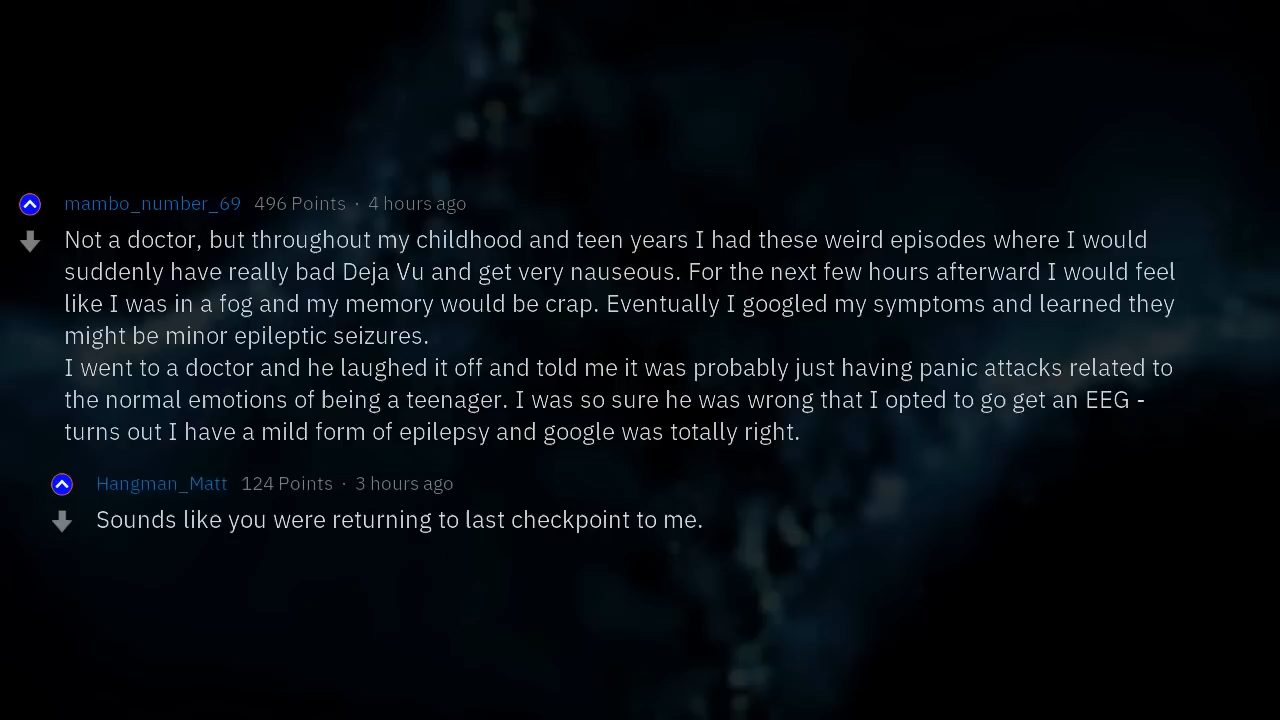 mambo_number_69 496 Points · 4 hours ago
Not a doctor, but throughout my childhood and teen years I had these weird episodes where I would
suddenly have really bad Deja Vu and get very nauseous. For the next few hours afterward I would feel
like I was in a fog and my memory would be crap. Eventually I googled my symptoms and learned they
might be minor epileptic seizures.
I went to a doctor and he laughed it off and told me it was probably just having panic attacks related to
the normal emotions of being a teenager. I was so sure he was wrong that I opted to go get an EEG -
turns out I have a mild form of epilepsy and google was totally right.
Hangman_Matt 124 Points · 3 hours ago
Sounds like you were returning to last checkpoint to me.